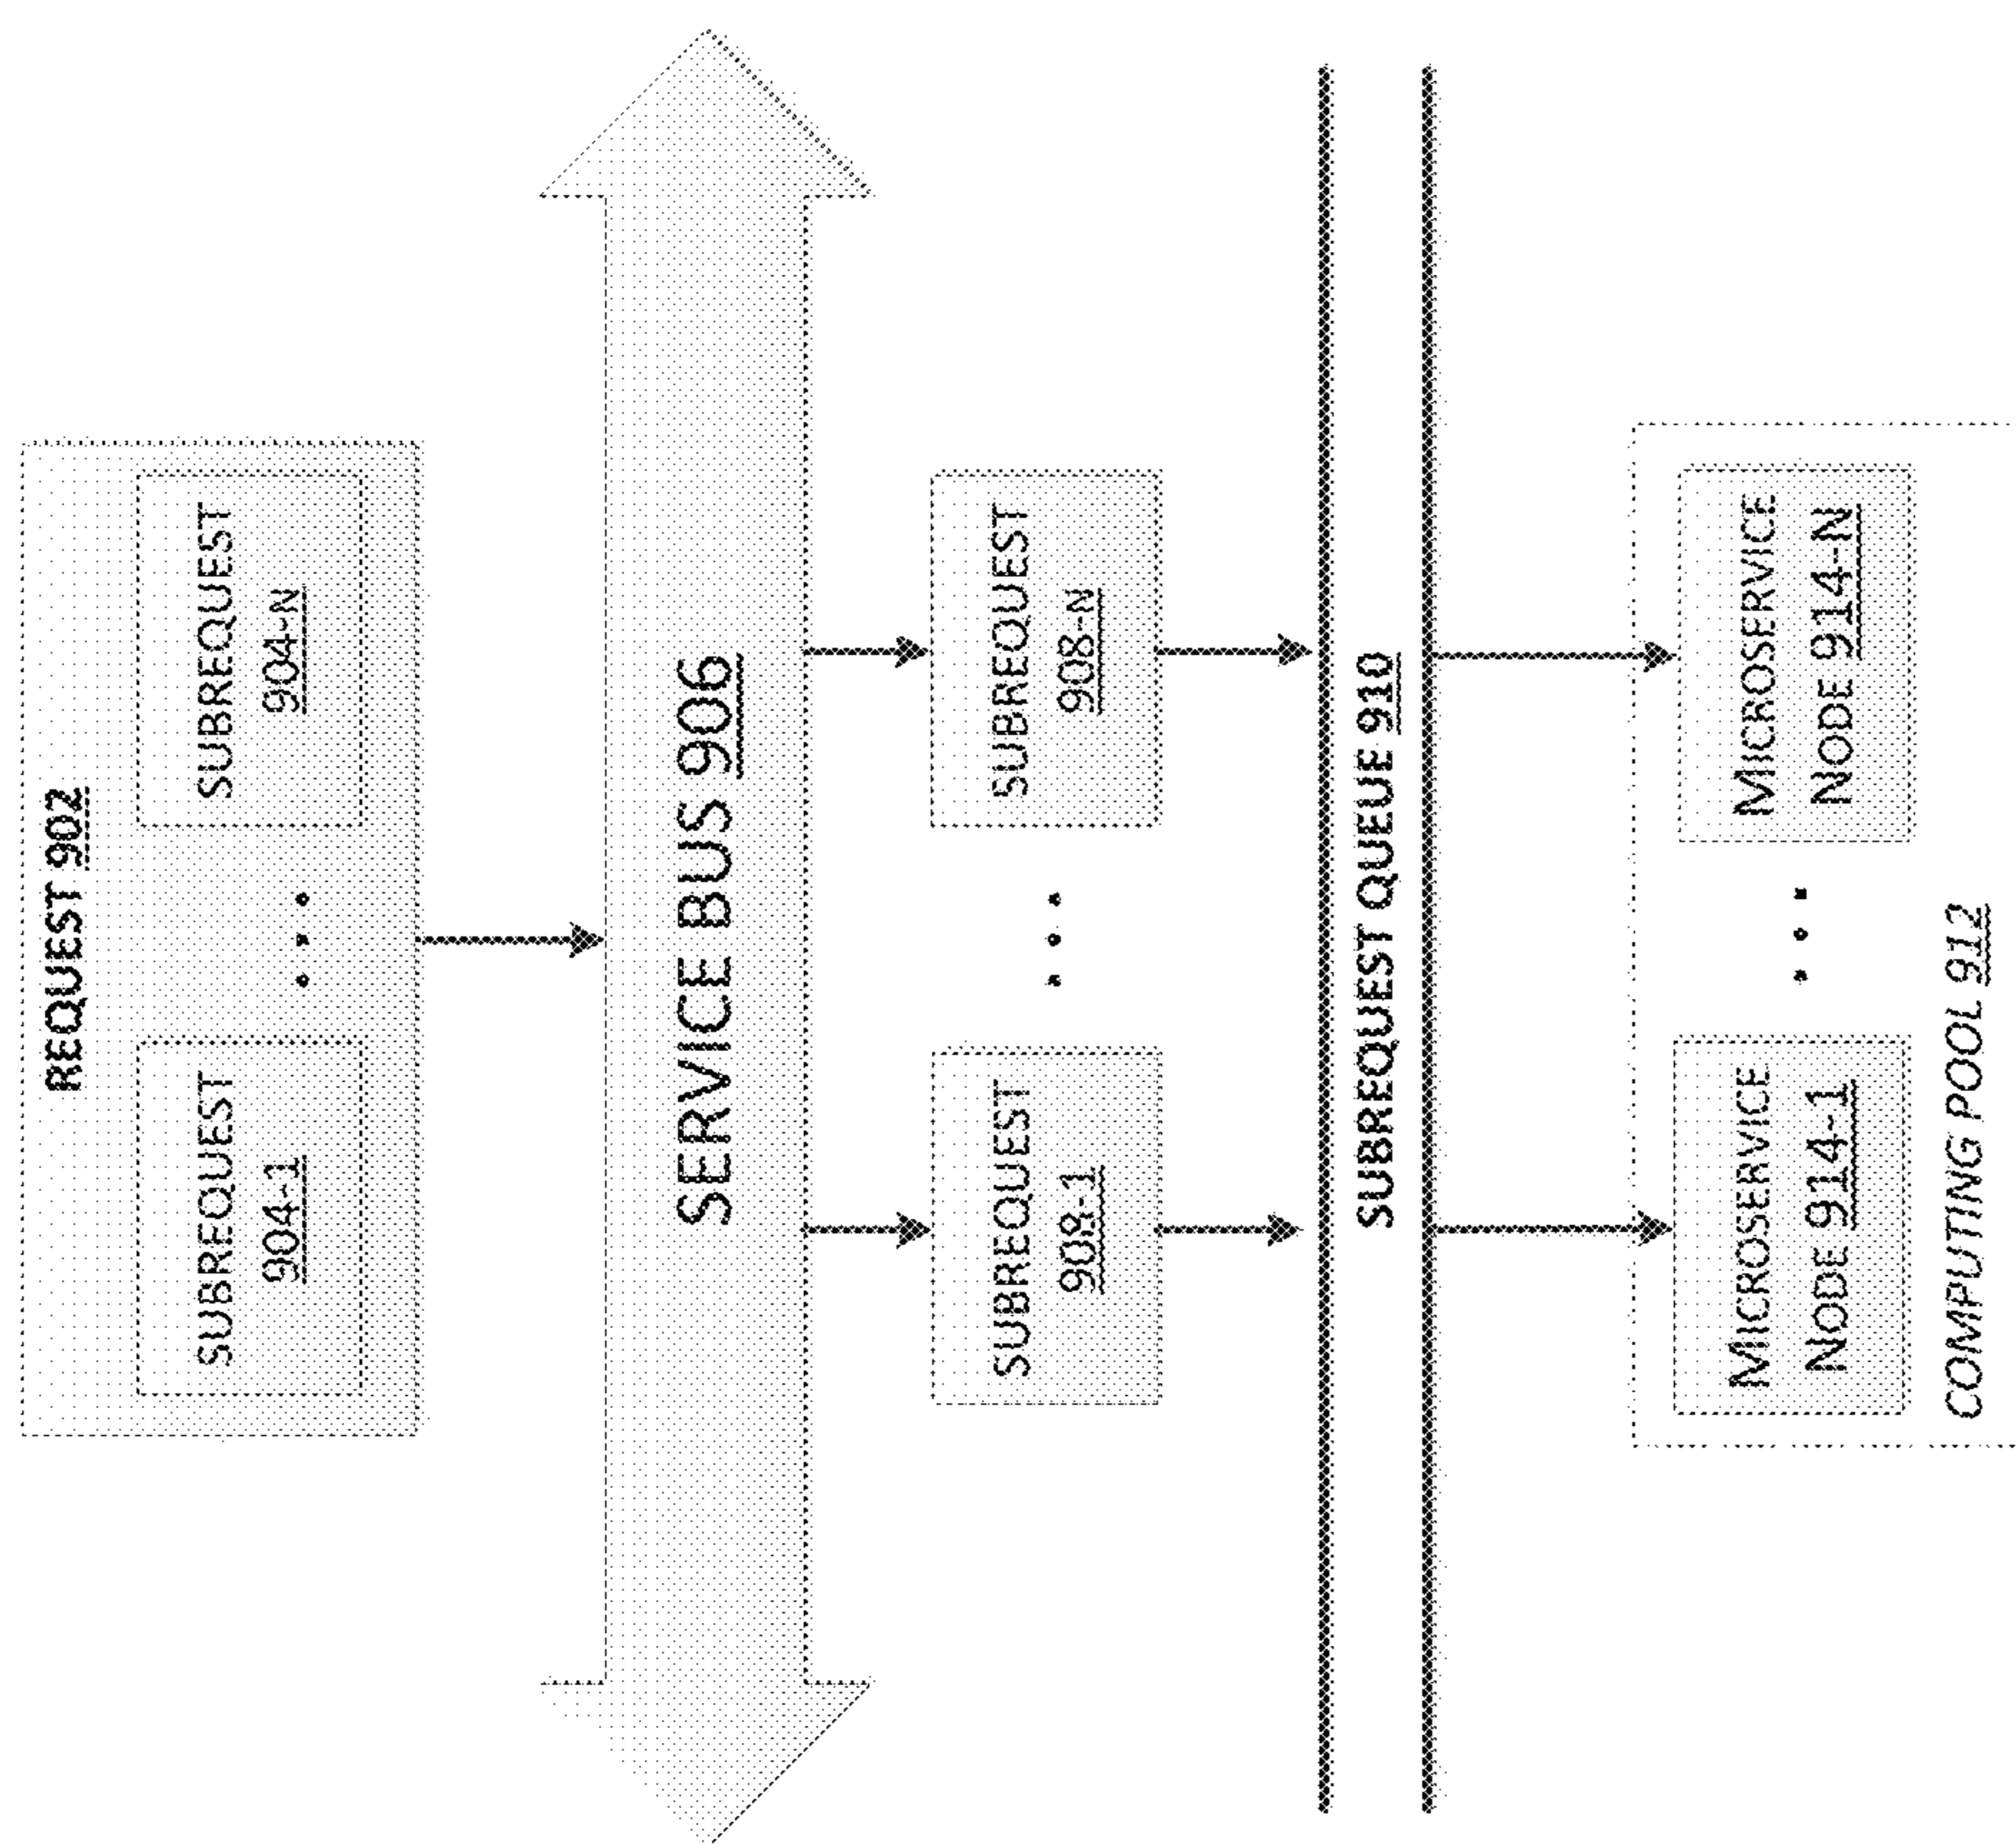 REQUEST 902
SUBREQUEST
904-1
SUBREQUEST
904-N
SERVICE BUS 906
SUBREQUEST
908-1
SUBREQUEST
908-N
SUBREQUEST QUEUE 910
MICROSERVICE
NODE 914-1
MICROSERVICE
NODE 914-N
COMPUTING POOL 912